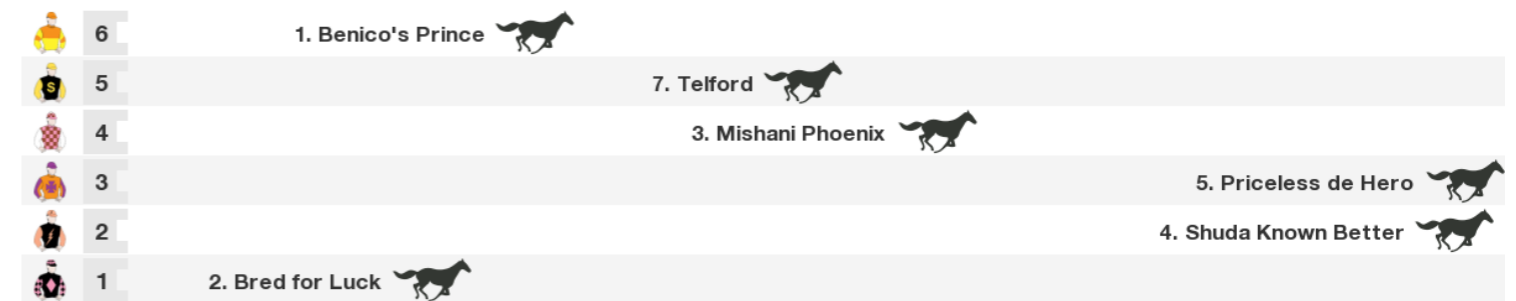 6 1. Benico's Prince
S 5 7. Telford
4 3. Mishani Phoenix
3 5. Priceless de Hero
2 4. Shuda Known Better
1 2. Bred for Luck